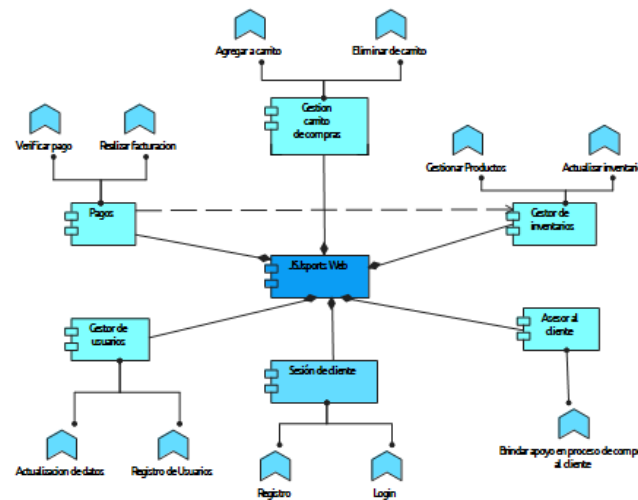 Agregar a carrito
Eliminar de carrito
Gestion
carrito
de compras
Verificar pago
Realizar facturacion
Gestionar Productos
Actualizar inventari
Pagos
Gestor de
inventarios
JSJsports Web
Gestor de
usuarios
Asesor al
cliente
Sesión de cliente
Actualizacion de datos
Registro de Usuarios
Registro
Login
Brindar apoyo en proceso de comp
al cliente